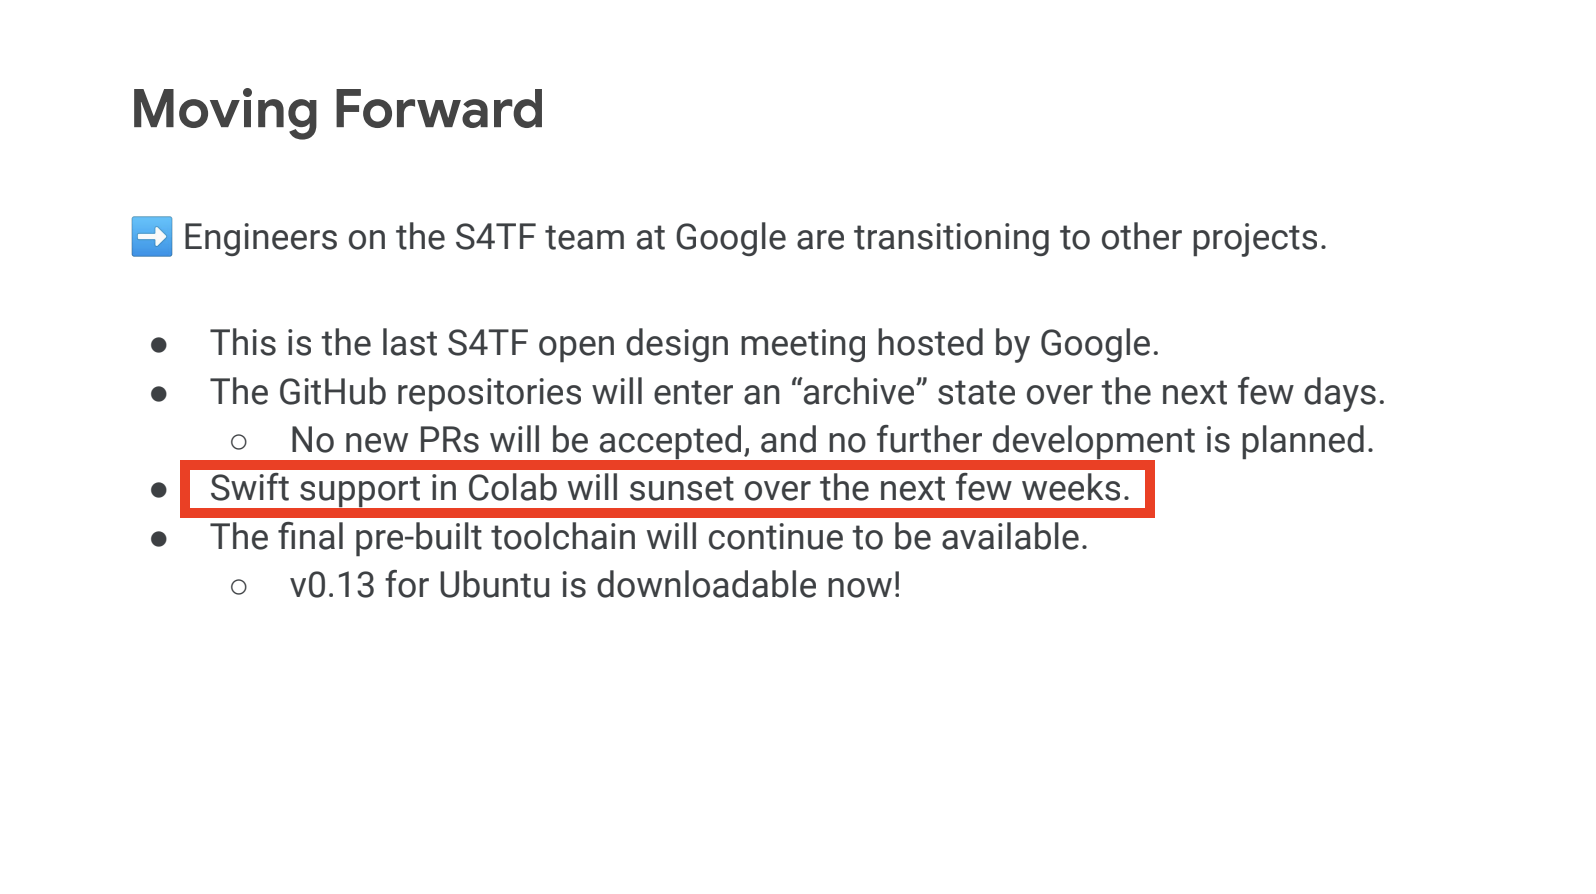 Moving Forward
➡️ Engineers on the S4TF team at Google are transitioning to other projects.
● This is the last S4TF open design meeting hosted by Google.
● The GitHub repositories will enter an “archive” state over the next few days.
○ No new PRs will be accepted, and no further development is planned.
● Swift support in Colab will sunset over the next few weeks.
● The final pre-built toolchain will continue to be available.
○ v0.13 for Ubuntu is downloadable now!